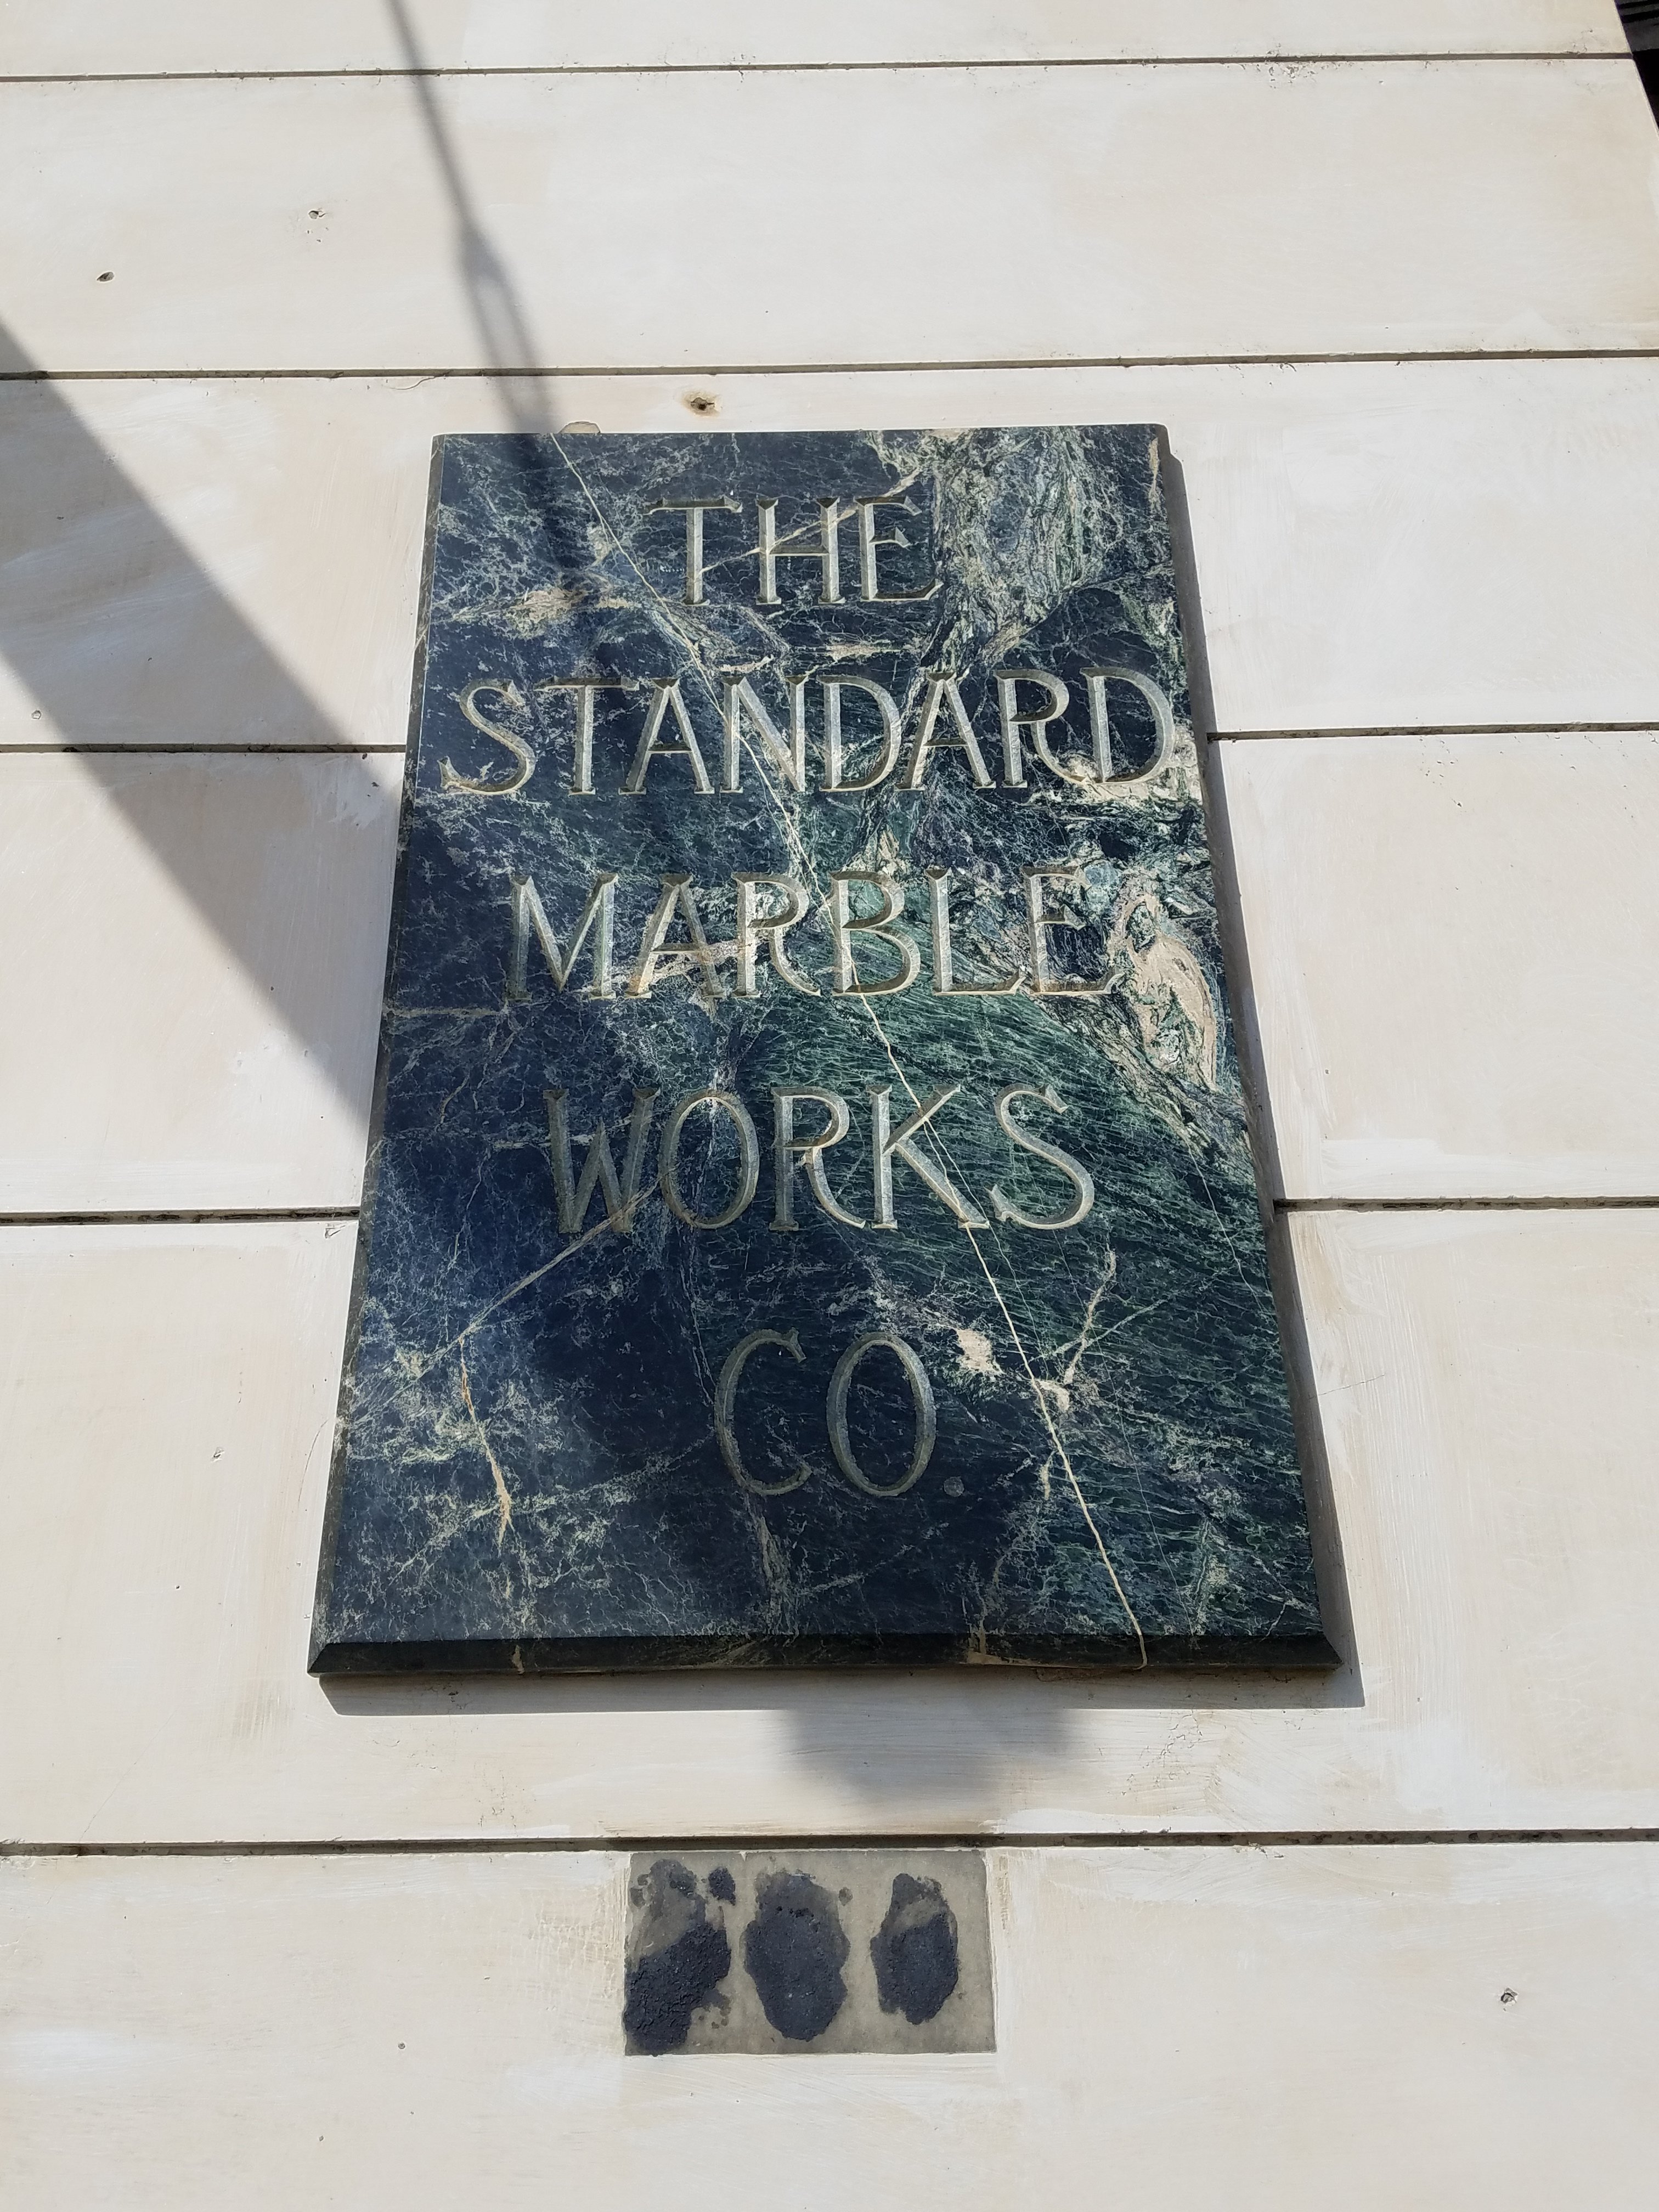 THE
STANDARD
MARBLE
WORKS
CO.